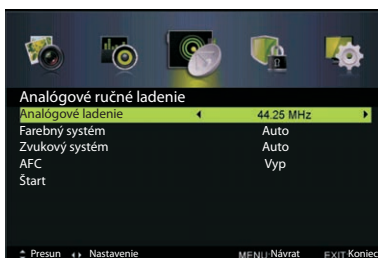 Analógové ručné ladenie
Analógové ladenie 44.25 MHz
Farebný systém Auto
Zvukový systém Auto
AFC Vyp
Štart
Presun Nastavenie MENU Návrat EXIT Koniec